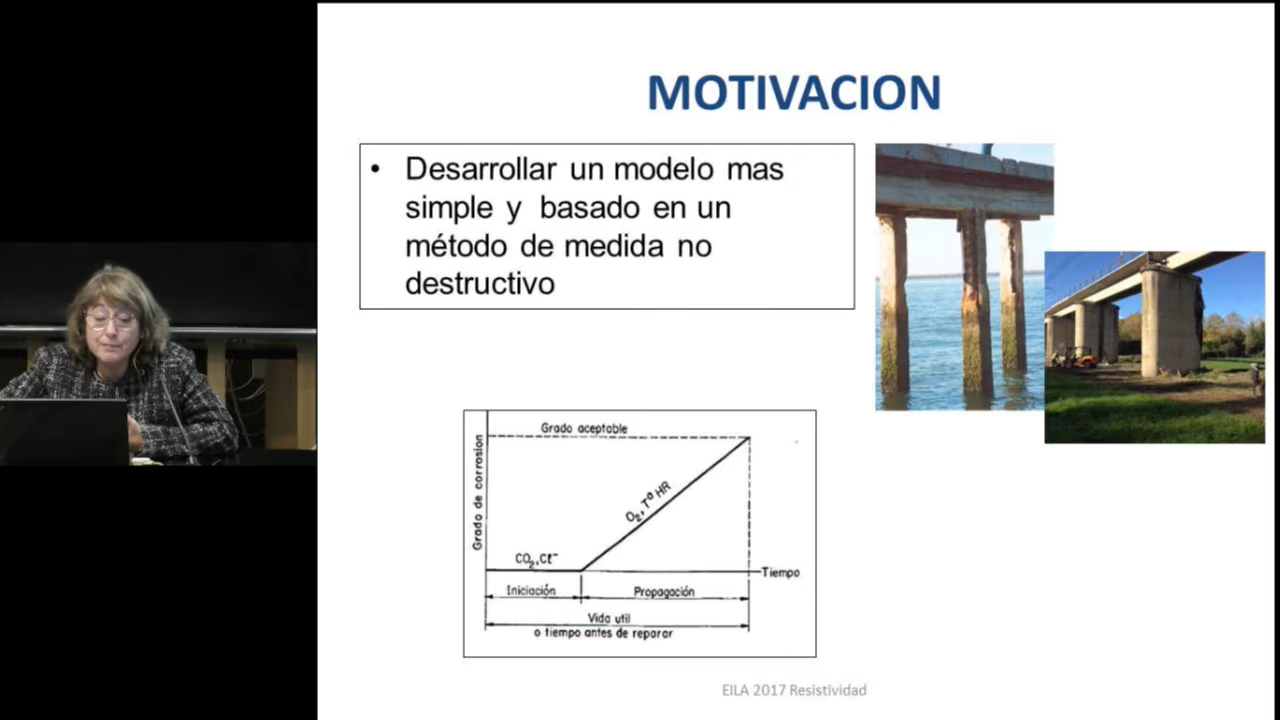 MOTIVACION
• Desarrollar un modelo mas
simple y basado en un
método de medida no
destructivo
Grado aceptable
Grado de corrosion
O₂, Tª HR
CO₂,Cℓ⁻
Tiempo
Iniciación
Propagación
Vida util
o tiempo antes de reparar
EILA 2017 Resistividad